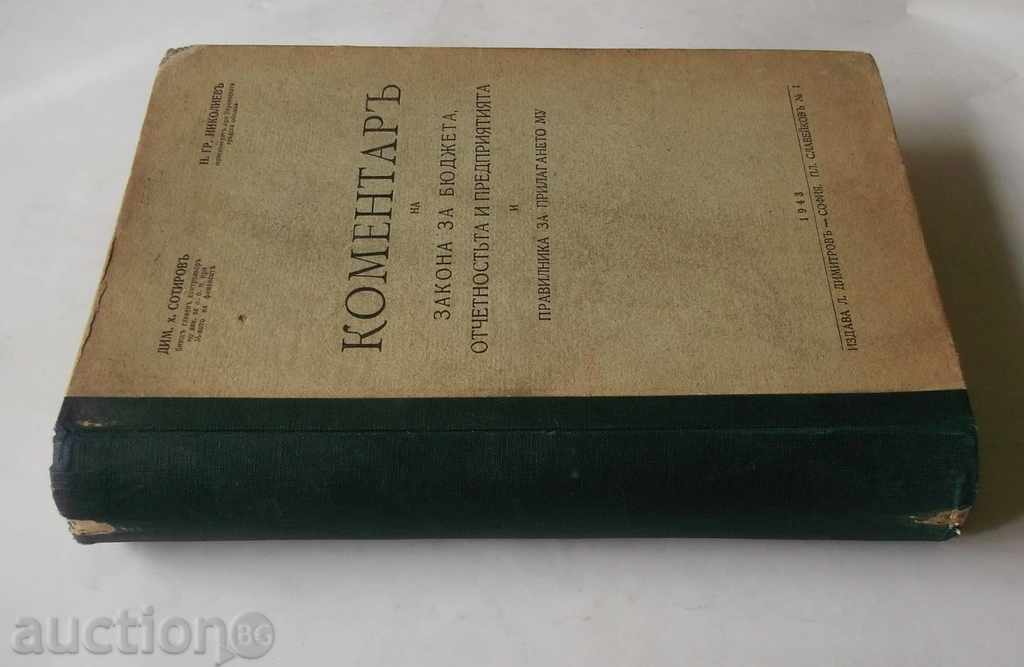 ДИМ. Х. СОТИРОВЪ
Н. ГР. НИКОЛИЕВЪ
КОМЕНТАРЪ
НА
ЗАКОНА ЗА БЮДЖЕТА,
ОТЧЕТНОСТЬТА И ПРЕДПРИЯТИЯТА
И
ПРАВИЛНИКА ЗА ПРИЛАГАНЕТО МУ
1943
ИЗДАВА Л. ДИМИТРОВЪ — СОФИЯ, ПЛ. СЛАВЕЙКОВЪ № 1
auction BG